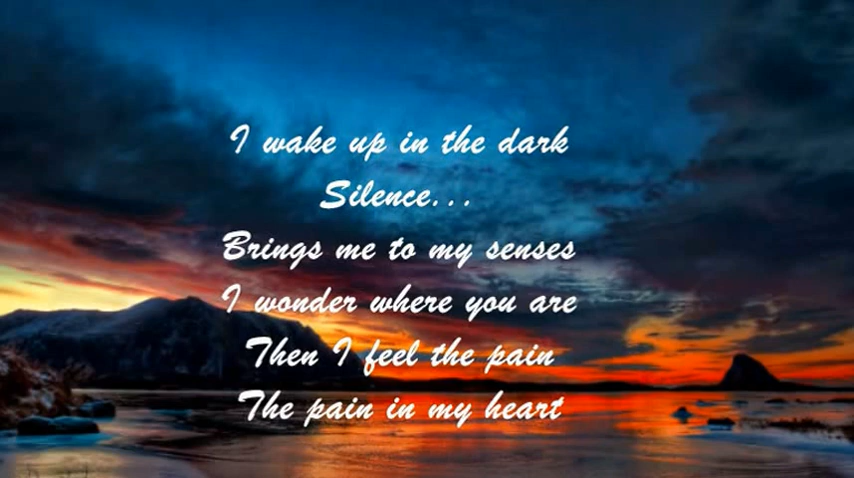 I wake up in the dark
Silence...
Brings me to my senses
I wonder where you are
Then I feel the pain
The pain in my heart